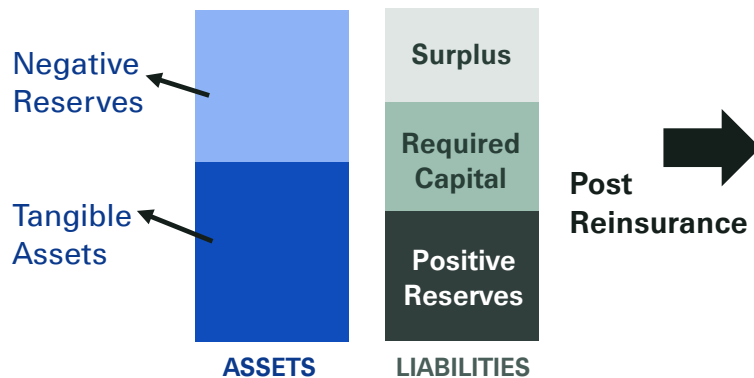 Negative
Reserves
Tangible
Assets
Surplus
Required
Capital
Positive
Reserves
Post
Reinsurance
ASSETS
LIABILITIES